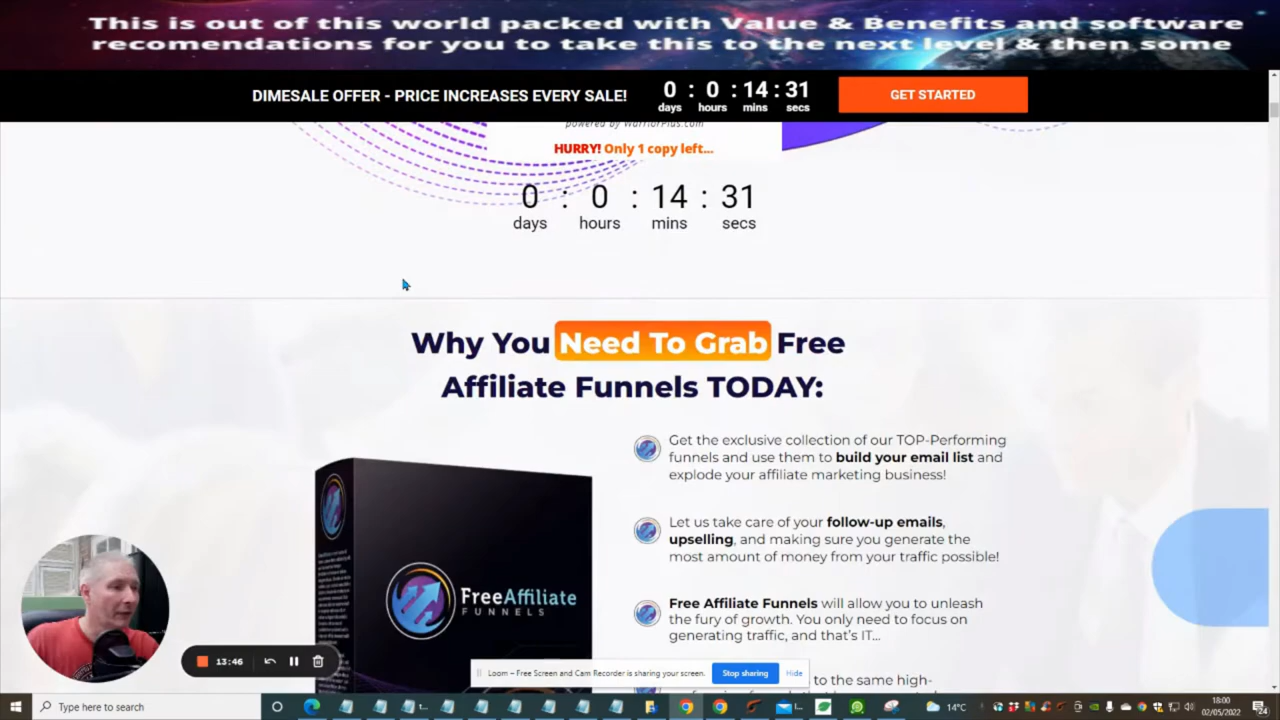 This is out of this world packed with Value & Benefits and software
recomendations for you to take this to the next level & then some
DIMESALE OFFER - PRICE INCREASES EVERY SALE!
0 : 0 : 14 : 31
days hours mins secs
GET STARTED
powered by WarriorPlus.com
HURRY! Only 1 copy left...
0 : 0 : 14 : 31
days hours mins secs
Why You Need To Grab Free
Affiliate Funnels TODAY:
Get the exclusive collection of our TOP-Performing
funnels and use them to build your email list and
explode your affiliate marketing business!
Let us take care of your follow-up emails,
upselling, and making sure you generate the
most amount of money from your traffic possible!
Free Affiliate Funnels will allow you to unleash
the fury of growth. You only need to focus on
generating traffic, and that's IT...
to the same high-
FreeAffiliate
FUNNELS
13:46
Loom – Free Screen and Cam Recorder is sharing your screen.
Stop sharing
Hide
Type here to search
14°C
18:00
02/05/2022
24